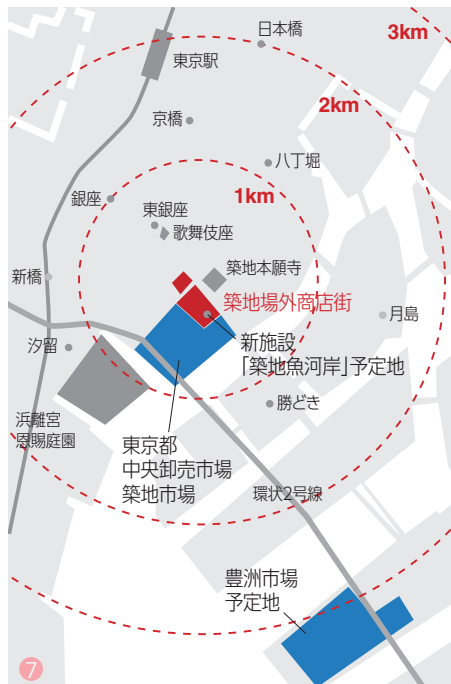 日本橋
3km
東京駅
2km
京橋
八丁堀
1km
銀座
東銀座
歌舞伎座
築地本願寺
新橋
築地場外商店街
月島
汐留
新施設
「築地魚河岸」予定地
勝どき
浜離宮
恩賜庭園
東京都
中央卸売市場
築地市場
環状2号線
豊洲市場
予定地
7